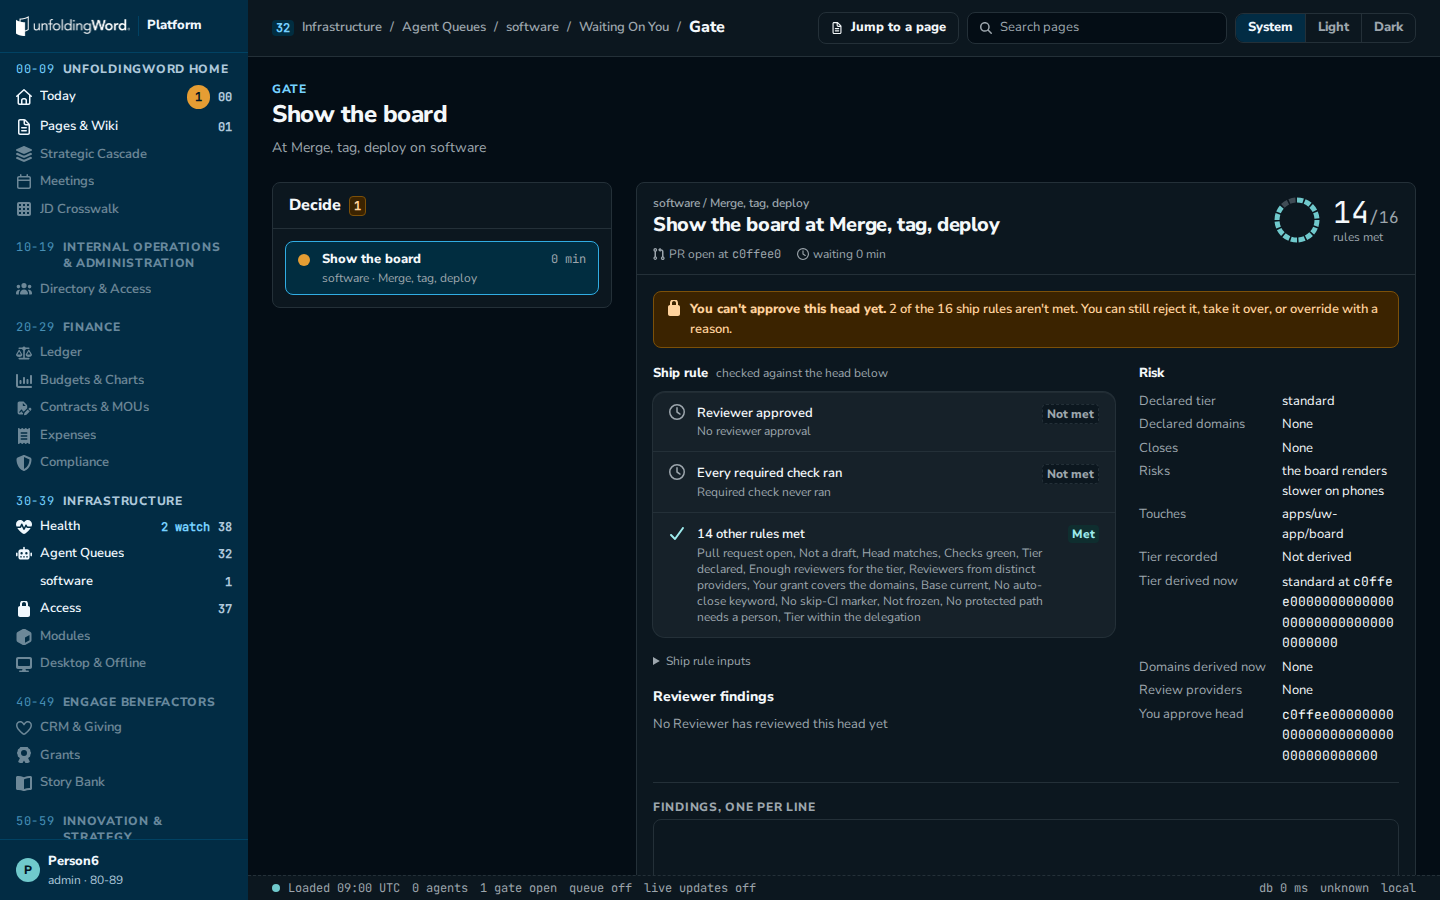 unfoldingWord. Platform
00-09 UNFOLDINGWORD HOME
Today 1 00
Pages & Wiki 01
Strategic Cascade
Meetings
JD Crosswalk
10-19 INTERNAL OPERATIONS
& ADMINISTRATION
Directory & Access
20-29 FINANCE
Ledger
Budgets & Charts
Contracts & MOUs
Expenses
Compliance
30-39 INFRASTRUCTURE
Health 2 watch 38
Agent Queues 32
software 1
Access 37
Modules
Desktop & Offline
40-49 ENGAGE BENEFACTORS
CRM & Giving
Grants
Story Bank
50-59 INNOVATION &
STRATEGY
P Person6
admin · 80-89
32 Infrastructure / Agent Queues / software / Waiting On You / Gate
Jump to a page
Search pages
System Light Dark
GATE
Show the board
At Merge, tag, deploy on software
Decide 1
Show the board 0 min
software · Merge, tag, deploy
software / Merge, tag, deploy
Show the board at Merge, tag, deploy
PR open at c0ffee0 waiting 0 min
14/16
rules met
You can't approve this head yet. 2 of the 16 ship rules aren't met. You can still reject it, take it over, or override with a
reason.
Ship rule checked against the head below
Reviewer approved Not met
No reviewer approval
Every required check ran Not met
Required check never ran
14 other rules met Met
Pull request open, Not a draft, Head matches, Checks green, Tier
declared, Enough reviewers for the tier, Reviewers from distinct
providers, Your grant covers the domains, Base current, No auto-
close keyword, No skip-CI marker, Not frozen, No protected path
needs a person, Tier within the delegation
Ship rule inputs
Reviewer findings
No Reviewer has reviewed this head yet
Risk
Declared tier standard
Declared domains None
Closes None
Risks the board renders
slower on phones
Touches apps/uw-
app/board
Tier recorded Not derived
Tier derived now standard at c0ffe
e0000000000000
00000000000000
0000000
Domains derived now None
Review providers None
You approve head c0ffee00000000
00000000000000
000000000000
FINDINGS, ONE PER LINE
Loaded 09:00 UTC 0 agents 1 gate open queue off live updates off
db 0 ms unknown local